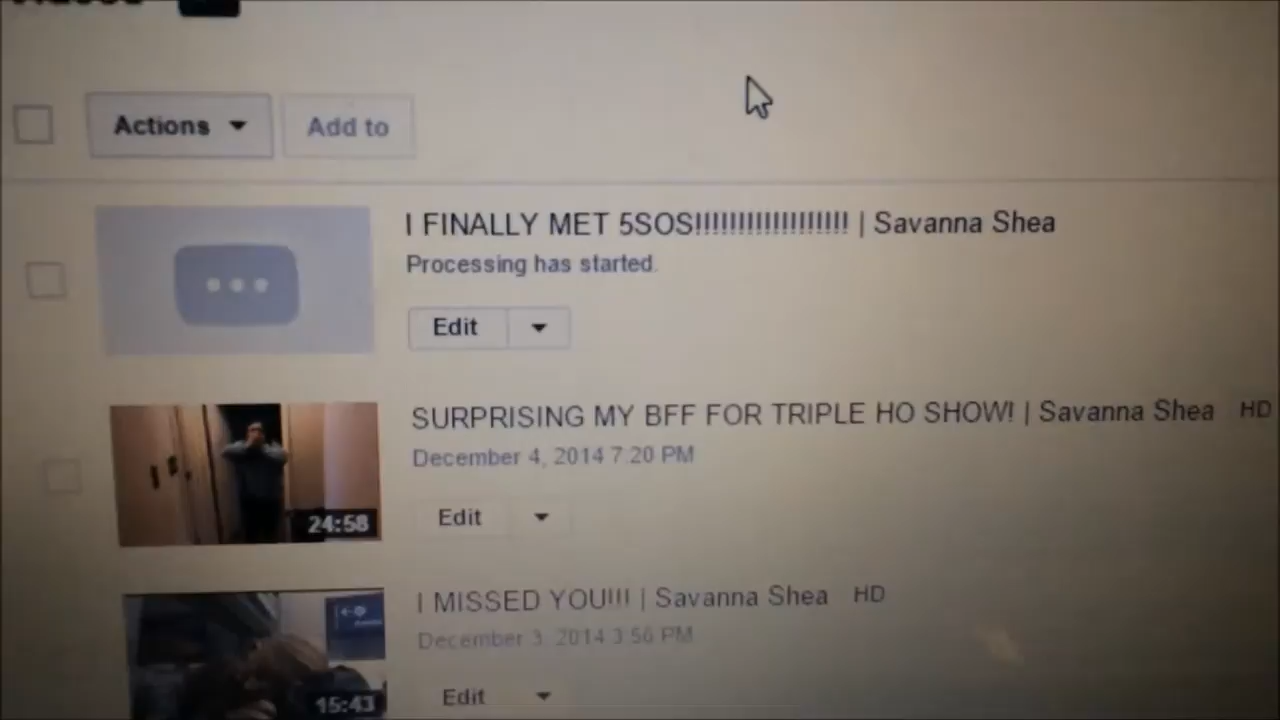 Videos
Actions
Add to
I FINALLY MET 5SOS!!!!!!!!!!!!!!!!!!! | Savanna Shea
Processing has started.
Edit
SURPRISING MY BFF FOR TRIPLE HO SHOW! | Savanna Shea HD
December 4, 2014 7:20 PM
24:58
Edit
I MISSED YOU!!! | Savanna Shea HD
December 3, 2014 3:56 PM
15:43
Edit